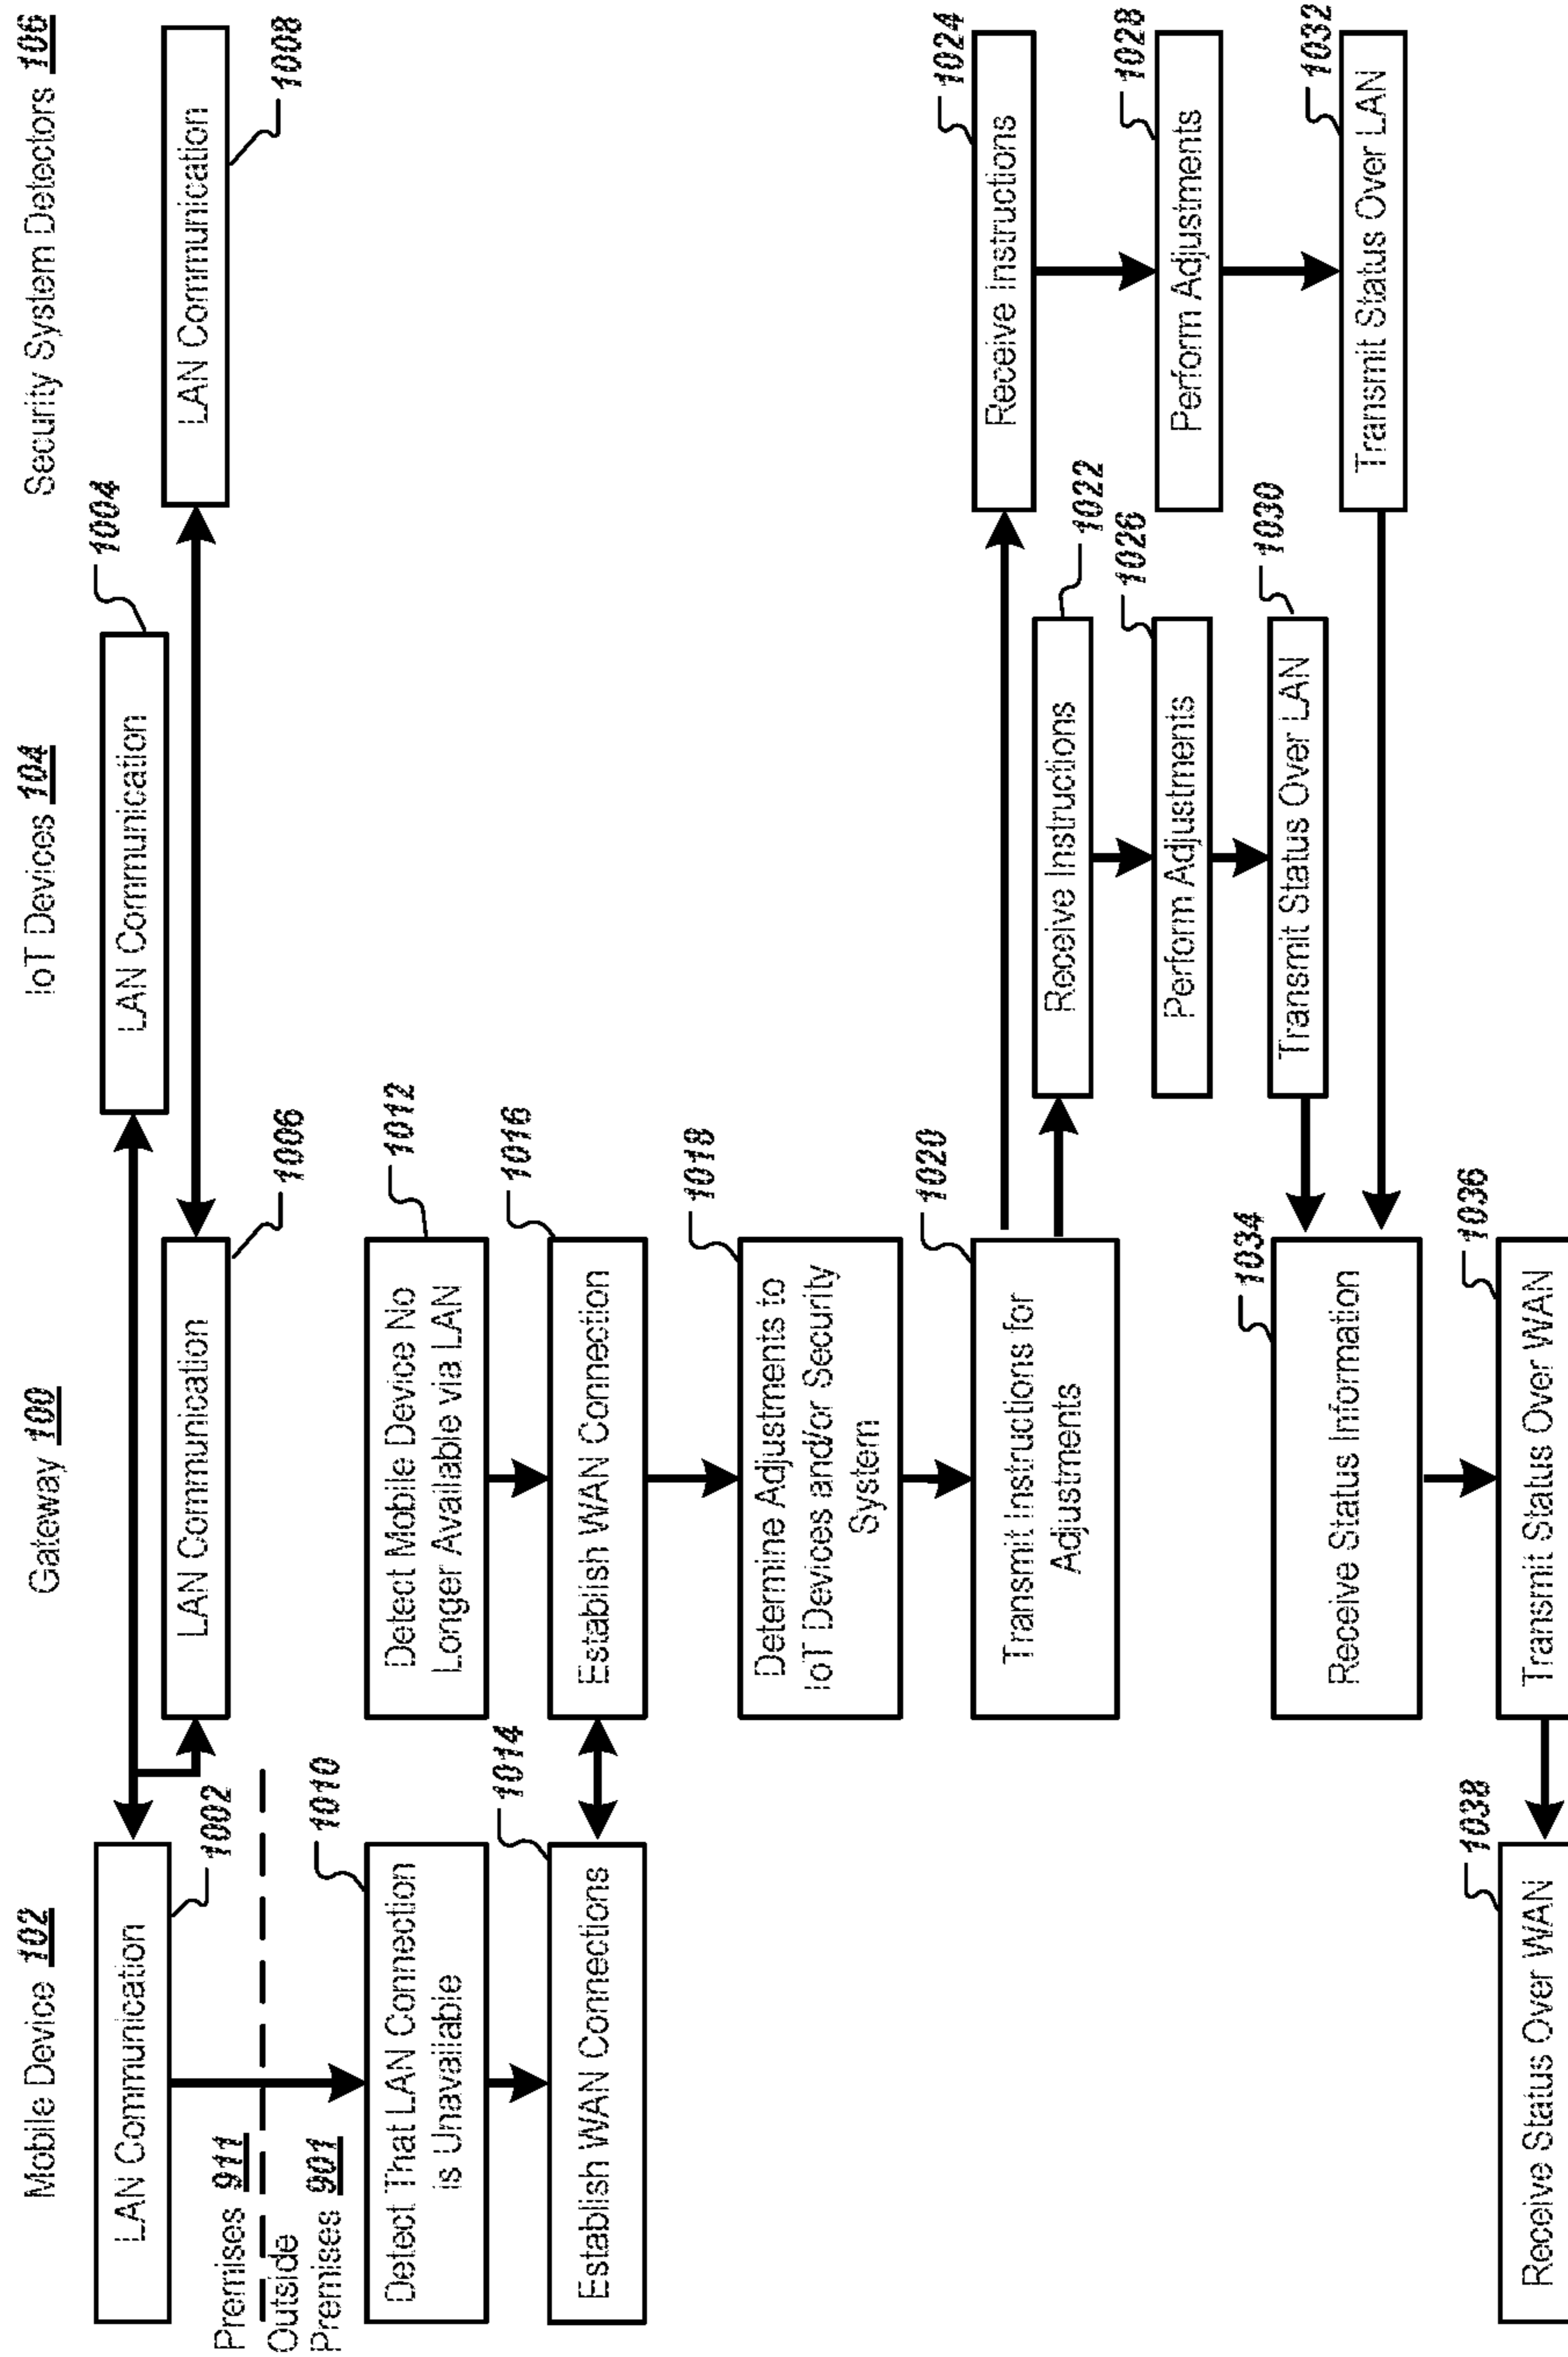 Mobile Device 102
Gateway 100
IoT Devices 104
Security System Detectors 106
LAN Communication
1002
LAN Communication
1004
LAN Communication
1006
LAN Communication
1008
Premises 911
Outside
Premises 901
Detect That LAN Connection
is Unavailable
1010
Detect Mobile Device No
Longer Available via LAN
1012
Establish WAN Connections
1014
Establish WAN Connection
1016
Determine Adjustments to
IoT Devices and/or Security
System
1018
Transmit Instructions for
Adjustments
1020
Receive Instructions
1022
Receive Instructions
1024
Perform Adjustments
1026
Perform Adjustments
1028
Transmit Status Over LAN
1030
Transmit Status Over LAN
1032
Receive Status Information
1034
Transmit Status Over WAN
1036
Receive Status Over WAN
1038